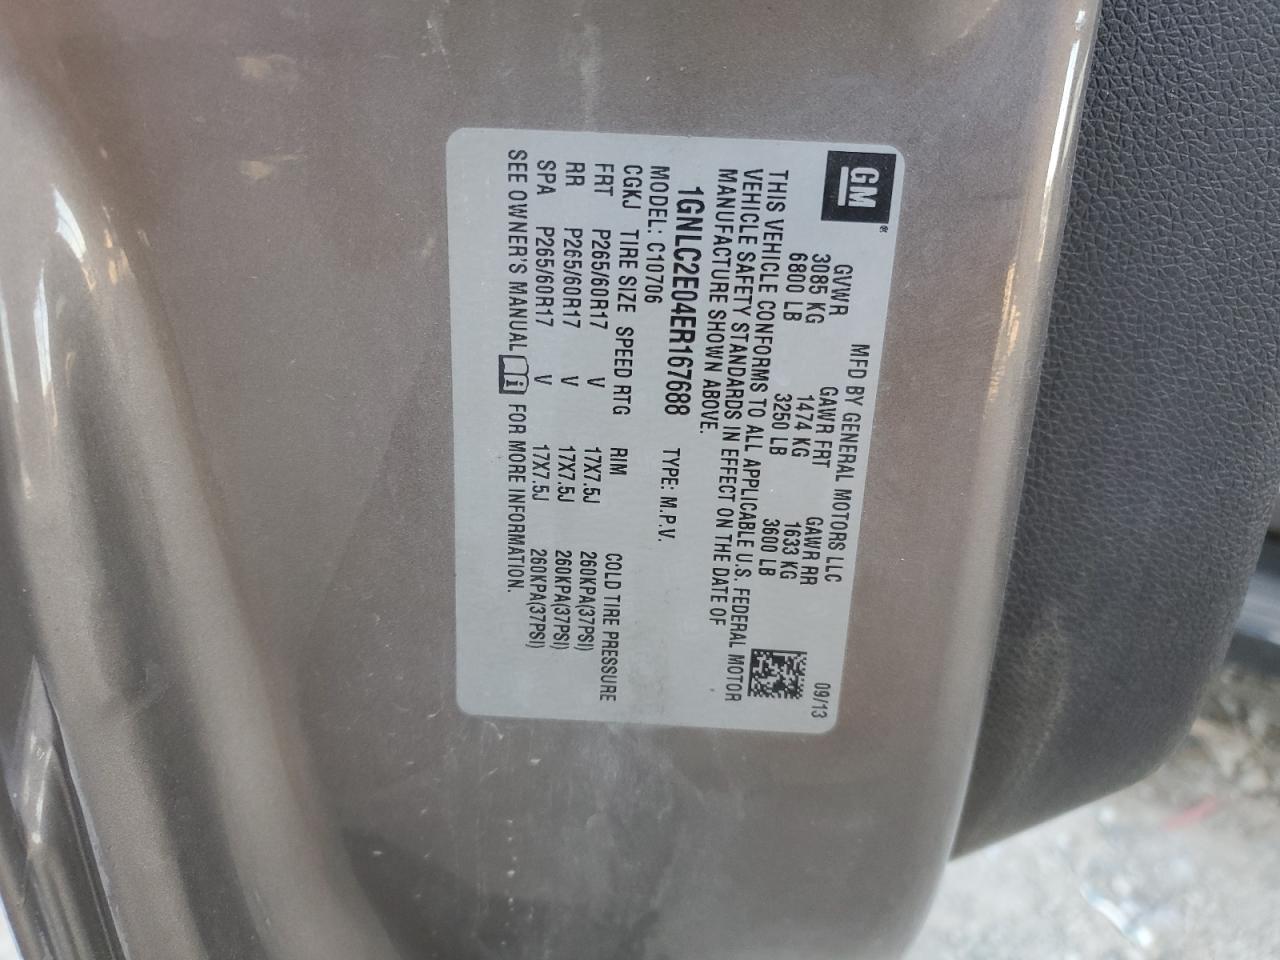 GM
MFD BY GENERAL MOTORS LLC 09/13
GVWR GAWR FRT GAWR RR
3085 KG 1474 KG 1633 KG
6800 LB 3250 LB 3600 LB
THIS VEHICLE CONFORMS TO ALL APPLICABLE U.S. FEDERAL MOTOR
VEHICLE SAFETY STANDARDS IN EFFECT ON THE DATE OF
MANUFACTURE SHOWN ABOVE.
1GNLC2E04ER167688 TYPE: M.P.V.
MODEL: C10706
CGKJ TIRE SIZE SPEED RTG RIM COLD TIRE PRESSURE
FRT P265/60R17 V 17X7.5J 260KPA(37PSI)
RR P265/60R17 V 17X7.5J 260KPA(37PSI)
SPA P265/60R17 V 17X7.5J 260KPA(37PSI)
SEE OWNER'S MANUAL FOR MORE INFORMATION.